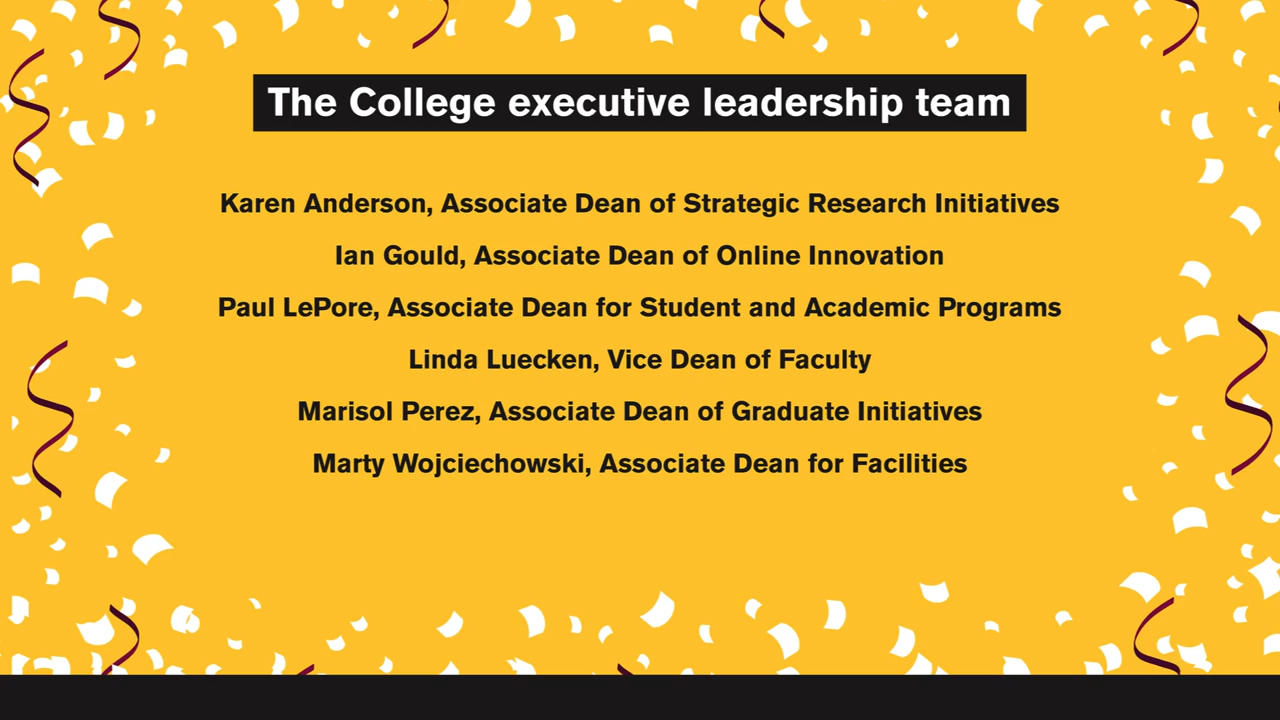 The College executive leadership team
Karen Anderson, Associate Dean of Strategic Research Initiatives
Ian Gould, Associate Dean of Online Innovation
Paul LePore, Associate Dean for Student and Academic Programs
Linda Luecken, Vice Dean of Faculty
Marisol Perez, Associate Dean of Graduate Initiatives
Marty Wojciechowski, Associate Dean for Facilities